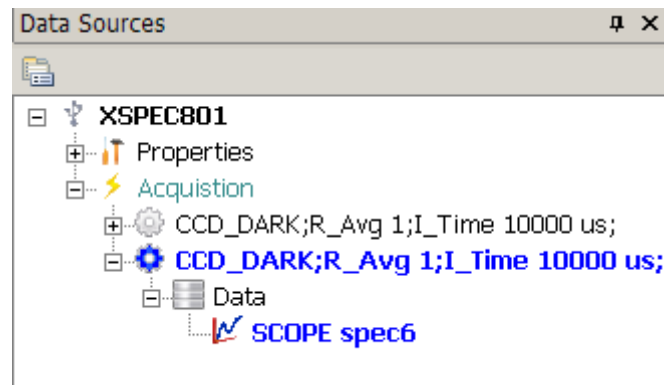 Data Sources
XSPEC801
Properties
Acquistion
CCD_DARK;R_Avg 1;I_Time 10000 us;
CCD_DARK;R_Avg 1;I_Time 10000 us;
Data
SCOPE spec6